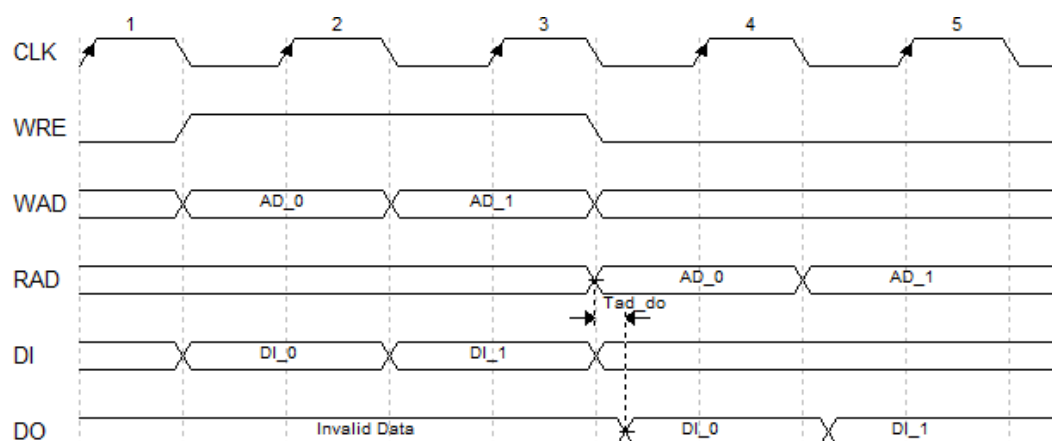 1 2 3 4 5
CLK
WRE
WAD AD_0 AD_1
RAD AD_0 AD_1
Tad_do
DI DI_0 DI_1
DO Invalid Data DI_0 DI_1